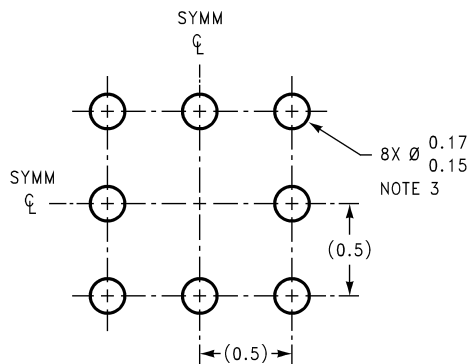 SYMM
℄
8X Ø 0.17
0.15
NOTE 3
SYMM
℄
(0.5)
(0.5)